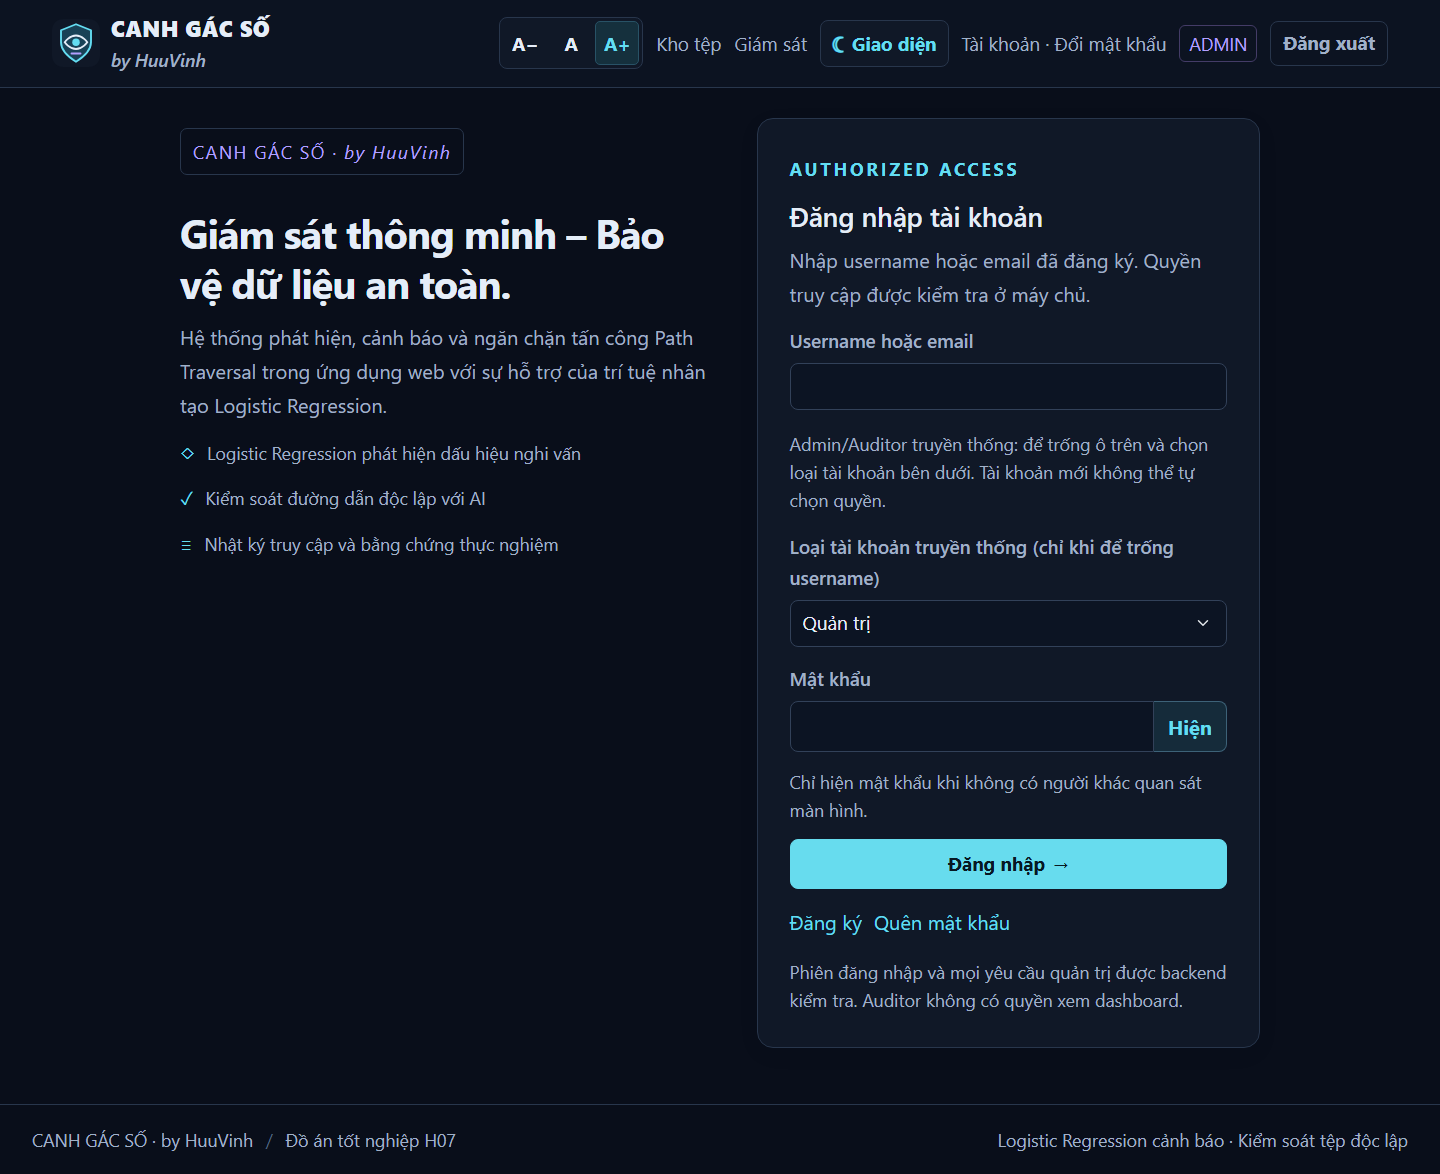 CANH GÁC SỐ
by HuuVinh
A− A A+ Kho tệp Giám sát ☾ Giao diện Tài khoản · Đổi mật khẩu ADMIN Đăng xuất
CANH GÁC SỐ · by HuuVinh
Giám sát thông minh – Bảo
vệ dữ liệu an toàn.
Hệ thống phát hiện, cảnh báo và ngăn chặn tấn công Path
Traversal trong ứng dụng web với sự hỗ trợ của trí tuệ nhân
tạo Logistic Regression.
◇ Logistic Regression phát hiện dấu hiệu nghi vấn
✓ Kiểm soát đường dẫn độc lập với AI
≡ Nhật ký truy cập và bằng chứng thực nghiệm
AUTHORIZED ACCESS
Đăng nhập tài khoản
Nhập username hoặc email đã đăng ký. Quyền
truy cập được kiểm tra ở máy chủ.
Username hoặc email
Admin/Auditor truyền thống: để trống ô trên và chọn
loại tài khoản bên dưới. Tài khoản mới không thể tự
chọn quyền.
Loại tài khoản truyền thống (chỉ khi để trống
username)
Quản trị
Mật khẩu
Hiện
Chỉ hiện mật khẩu khi không có người khác quan sát
màn hình.
Đăng nhập →
Đăng ký Quên mật khẩu
Phiên đăng nhập và mọi yêu cầu quản trị được backend
kiểm tra. Auditor không có quyền xem dashboard.
CANH GÁC SỐ · by HuuVinh / Đồ án tốt nghiệp H07
Logistic Regression cảnh báo · Kiểm soát tệp độc lập